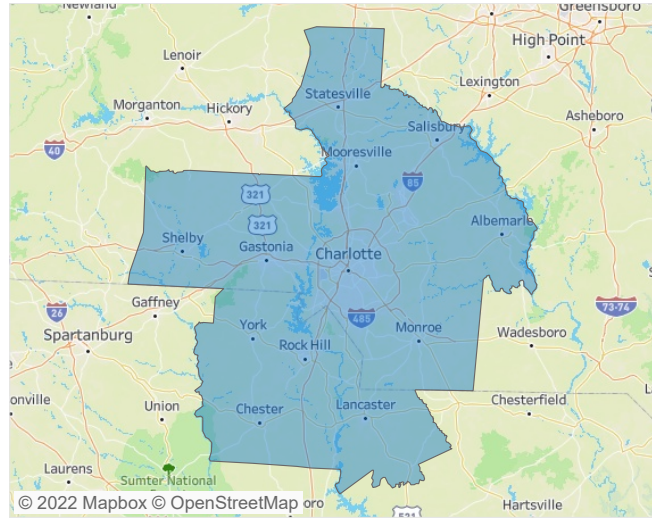 Newland
Greensboro
High Point
Lenoir
Lexington
Statesville
Morganton
Hickory
Asheboro
Salisbury
40
Mooresville
85
321
321
Albemarle
Shelby
Gastonia
Charlotte
26
Gaffney
73-74
Spartanburg
York
485
Monroe
Wadesboro
Rock Hill
onville
Union
Chester
Lancaster
Chesterfield
Laurens
Sumter National
© 2022 Mapbox © OpenStreetMap
oro
521
Hartsville